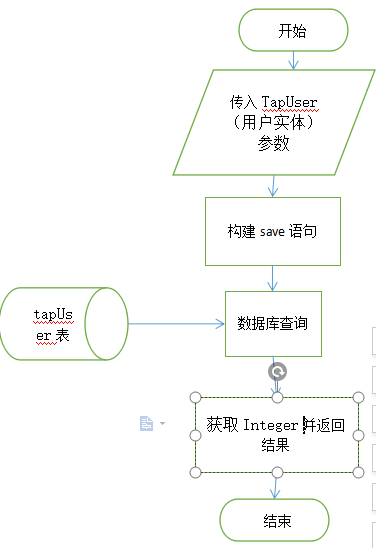 开始
传入 TapUser
（用户实体）
参数
构建 save 语句
tapUs
er 表
数据库查询
获取 Integer 并返回
结果
结束